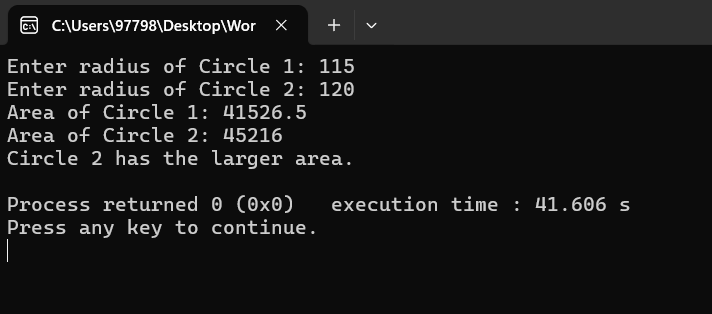 C:\Users\97798\Desktop\Wor
Enter radius of Circle 1: 115
Enter radius of Circle 2: 120
Area of Circle 1: 41526.5
Area of Circle 2: 45216
Circle 2 has the larger area.
Process returned 0 (0x0)   execution time : 41.606 s
Press any key to continue.